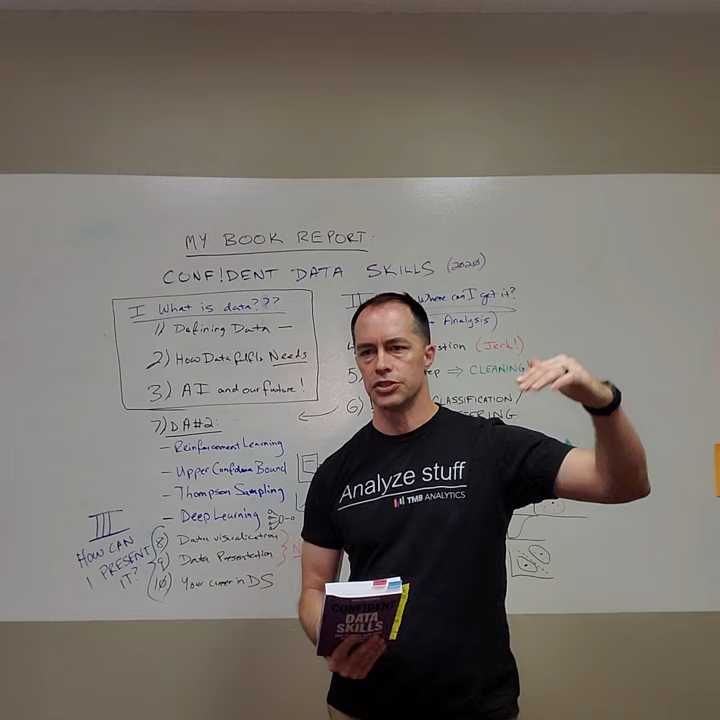 MY BOOK REPORT:
CONF!DENT DATA SKILLS (2020)
I What is data???
1) Defining Data —
2) How Data fulfils Needs
3) AI and our future!
II Where can I get it?
Analysis)
(Jerk!)
5) ep ⇒ CLEANING
6) CLASSIFICATION /
7) DA#2:
- Reinforcement Learning
- Upper Confidence Bound
- Thompson Sampling
- Deep Learning
III
HOW CAN
I PRESENT
IT?
8) Data visualization
9) Data Presentation
10) Your career in DS
Analyze stuff
TMB ANALYTICS
CONFIDENT
DATA
SKILLS